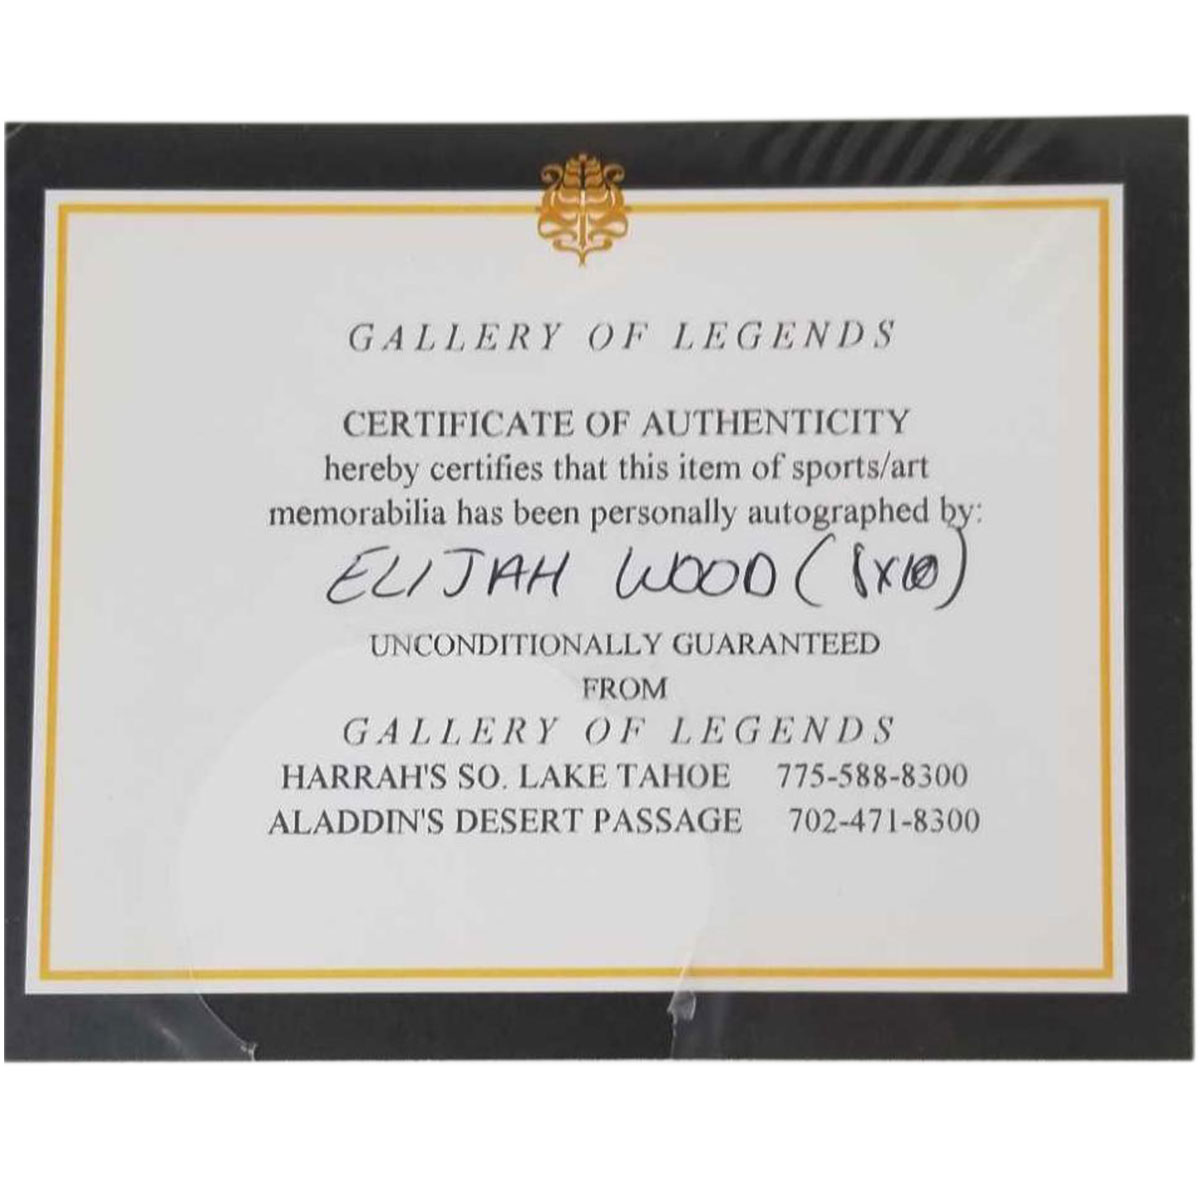 GALLERY OF LEGENDS
CERTIFICATE OF AUTHENTICITY
hereby certifies that this item of sports/art
memorabilia has been personally autographed by:
ELIJAH WOOD (8X10)
UNCONDITIONALLY GUARANTEED
FROM
GALLERY OF LEGENDS
HARRAH'S SO. LAKE TAHOE 775-588-8300
ALADDIN'S DESERT PASSAGE 702-471-8300